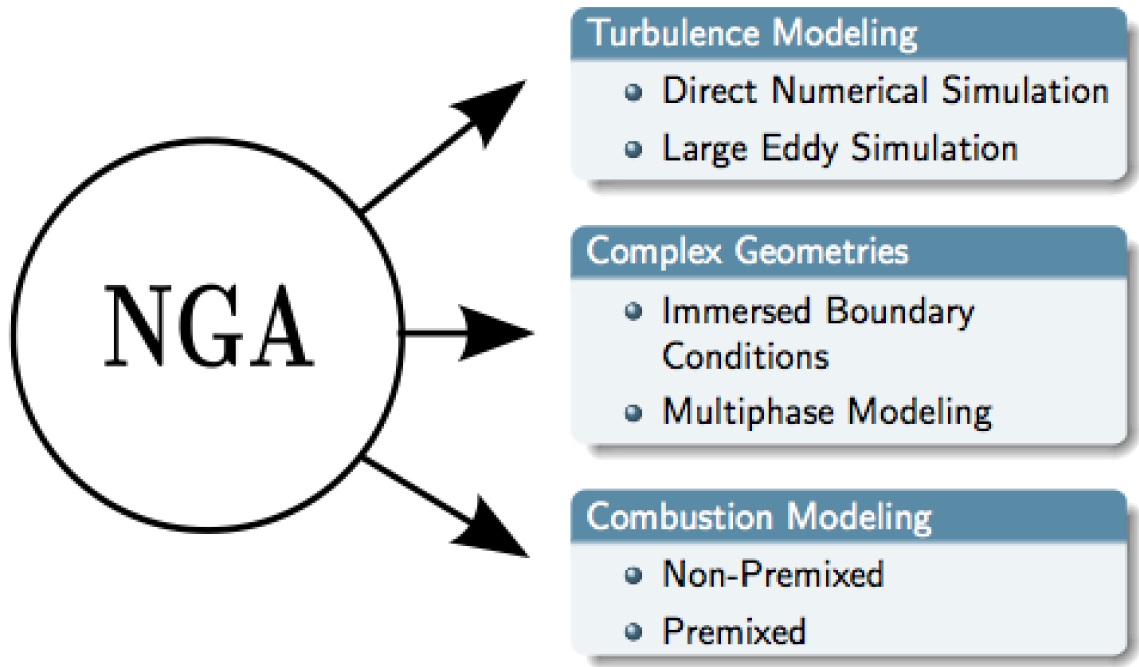 NGA
Turbulence Modeling
Direct Numerical Simulation
Large Eddy Simulation
Complex Geometries
Immersed Boundary
Conditions
Multiphase Modeling
Combustion Modeling
Non-Premixed
Premixed